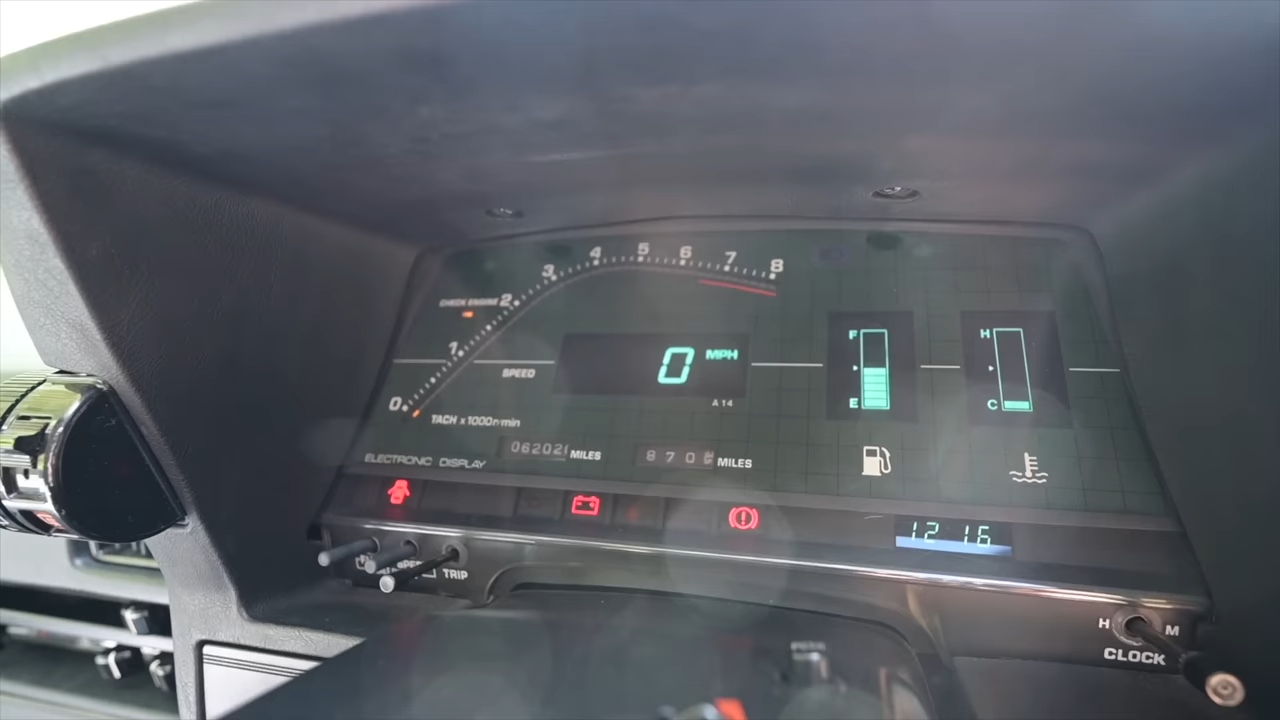 0 1 2 3 4 5 6 7 8
CHECK ENGINE
SPEED
0 MPH
A 14
F
E
H
C
TACH x1000r/min
MILES
870
MILES
ELECTRONIC DISPLAY
12 16
TRIP
H M
CLOCK